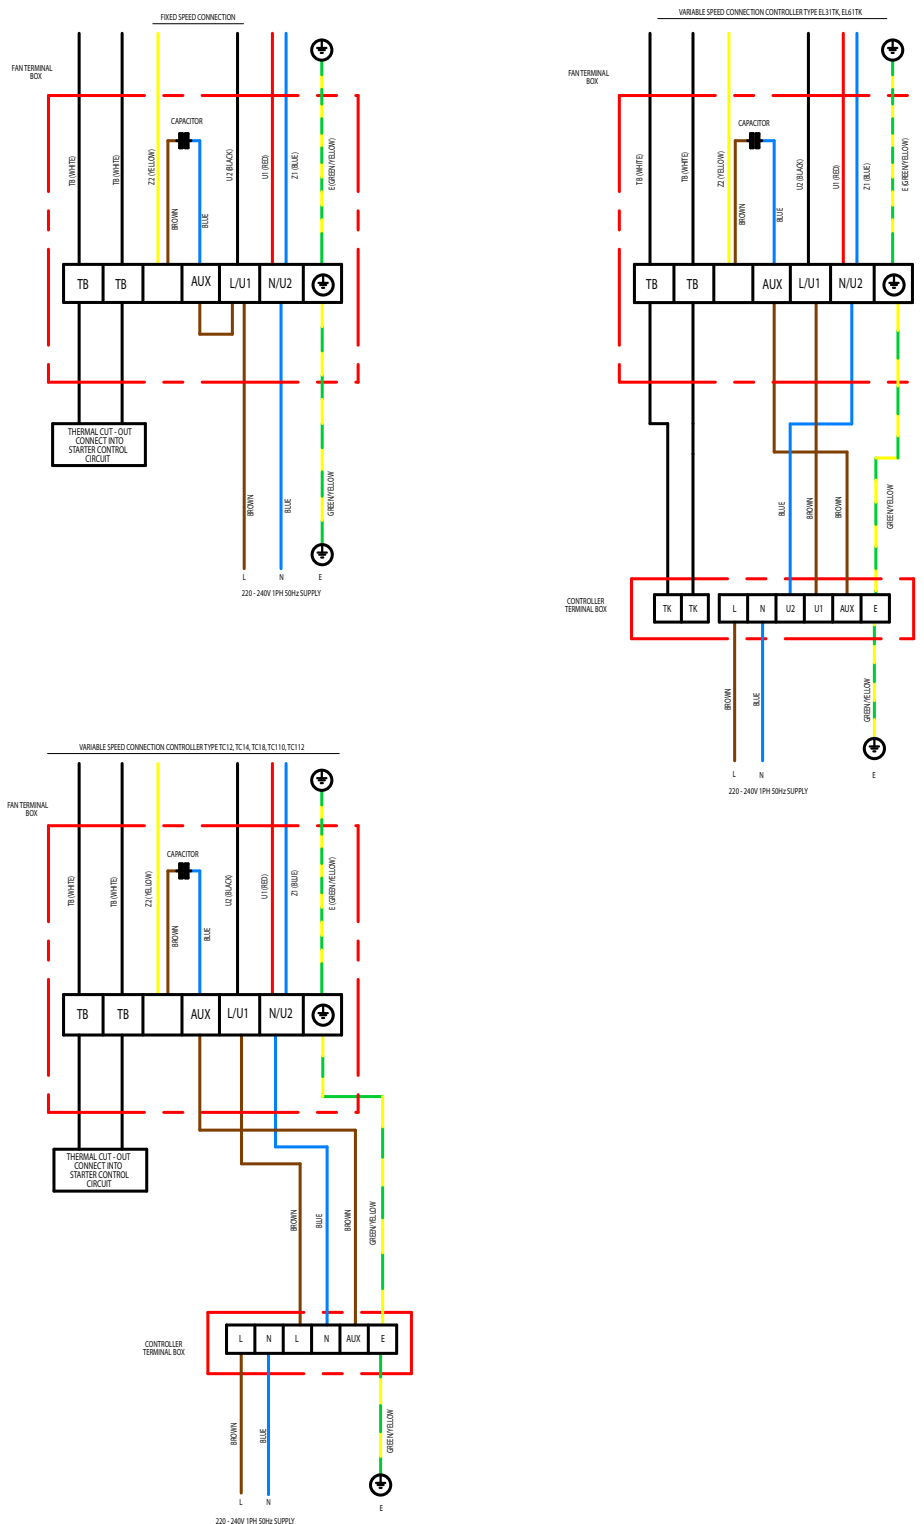 FIXED SPEED CONNECTION
FAN TERMINAL
BOX
CAPACITOR
TB (WHITE)
TB (WHITE)
Z2 (YELLOW)
BROWN
BLUE
U2 (BLACK)
U1 (RED)
Z1 (BLUE)
E (GREEN/YELLOW)
TB TB AUX L/U1 N/U2
THERMAL CUT - OUT
CONNECT INTO
STARTER CONTROL
CIRCUIT
BROWN
BLUE
GREEN/YELLOW
L N E
220 - 240V 1PH 50Hz SUPPLY
VARIABLE SPEED CONNECTION CONTROLLER TYPE EL31TK, EL61TK
FAN TERMINAL
BOX
CAPACITOR
TB (WHITE)
TB (WHITE)
Z2 (YELLOW)
BROWN
BLUE
U2 (BLACK)
U1 (RED)
Z1 (BLUE)
E (GREEN/YELLOW)
TB TB AUX L/U1 N/U2
BLUE
BROWN
BROWN
GREEN/YELLOW
CONTROLLER
TERMINAL BOX
TK TK L N U2 U1 AUX E
BROWN
BLUE
GREEN/YELLOW
L N E
220 - 240V 1PH 50Hz SUPPLY
VARIABLE SPEED CONNECTION CONTROLLER TYPE TC12, TC14, TC18, TC110, TC112
FAN TERMINAL
BOX
CAPACITOR
TB (WHITE)
TB (WHITE)
Z2 (YELLOW)
BROWN
BLUE
U2 (BLACK)
U1 (RED)
Z1 (BLUE)
E (GREEN/YELLOW)
TB TB AUX L/U1 N/U2
THERMAL CUT - OUT
CONNECT INTO
STARTER CONTROL
CIRCUIT
BROWN
BLUE
BROWN
GREEN/YELLOW
CONTROLLER
TERMINAL BOX
L N L N AUX E
BROWN
BLUE
GREEN/YELLOW
L N E
220 - 240V 1PH 50Hz SUPPLY